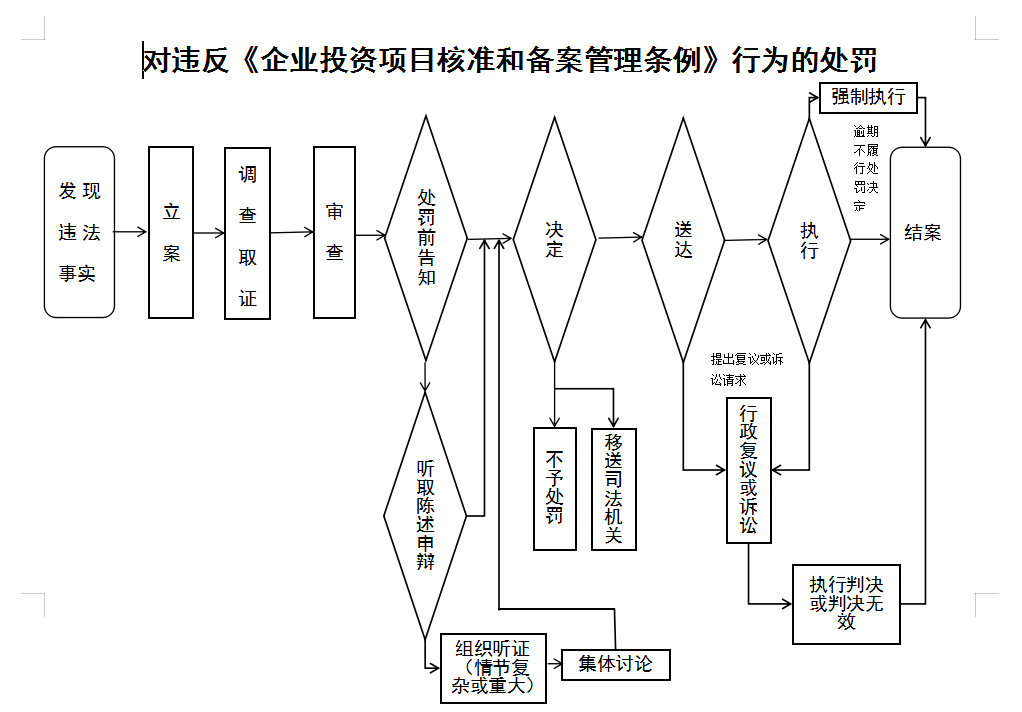 对违反《企业投资项目核准和备案管理条例》行为的处罚
强制执行
逾期
不履
行处
罚决
定
发现
违法
事实
立
案
调
查
取
证
审
查
处
罚
前
告
知
决
定
送
达
执
行
结案
提出复议或诉
讼请求
听
取
陈
述
申
辩
不
予
处
罚
移
送
司
法
机
关
行
政
复
议
或
诉
讼
执行判决
或判决无
效
组织听证
（情节复
杂或重大）
集体讨论